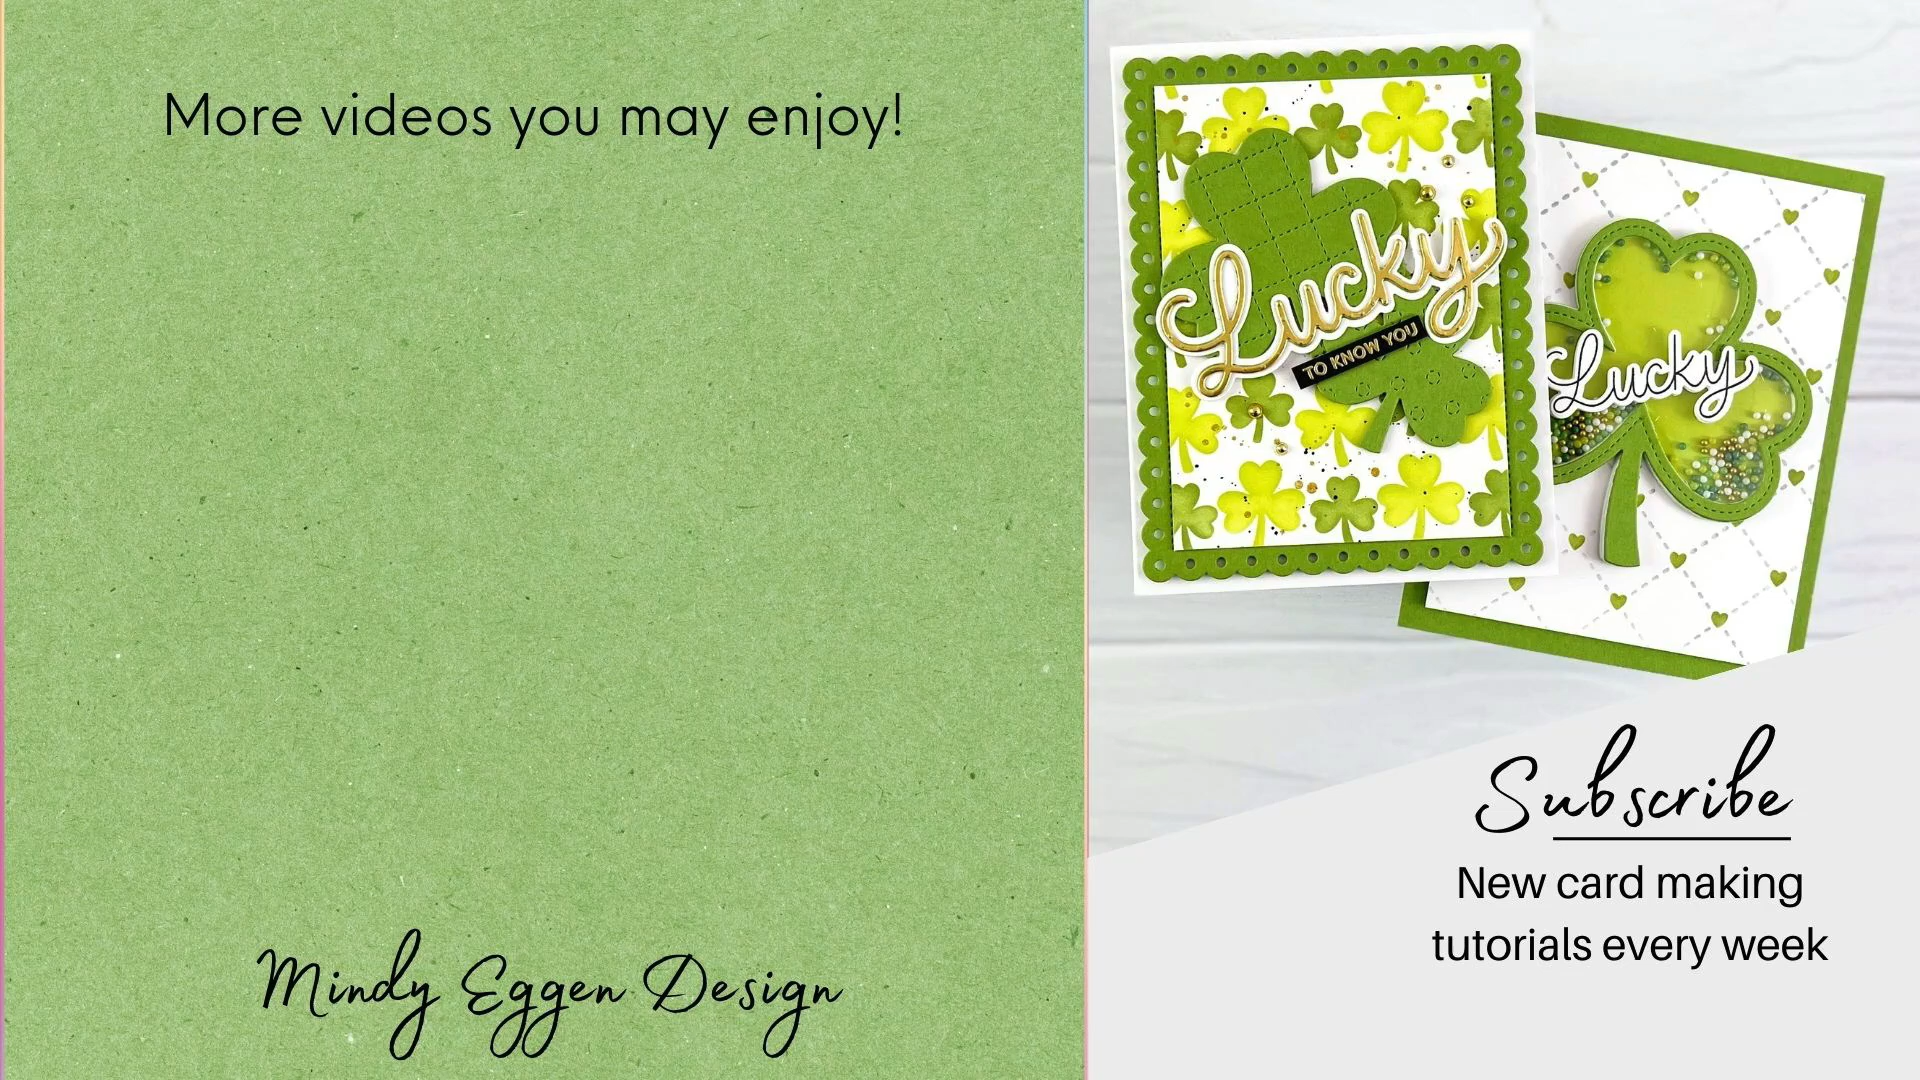 More videos you may enjoy!
Mindy Eggen Design
Lucky
TO KNOW YOU
Lucky
Subscribe
New card making
tutorials every week